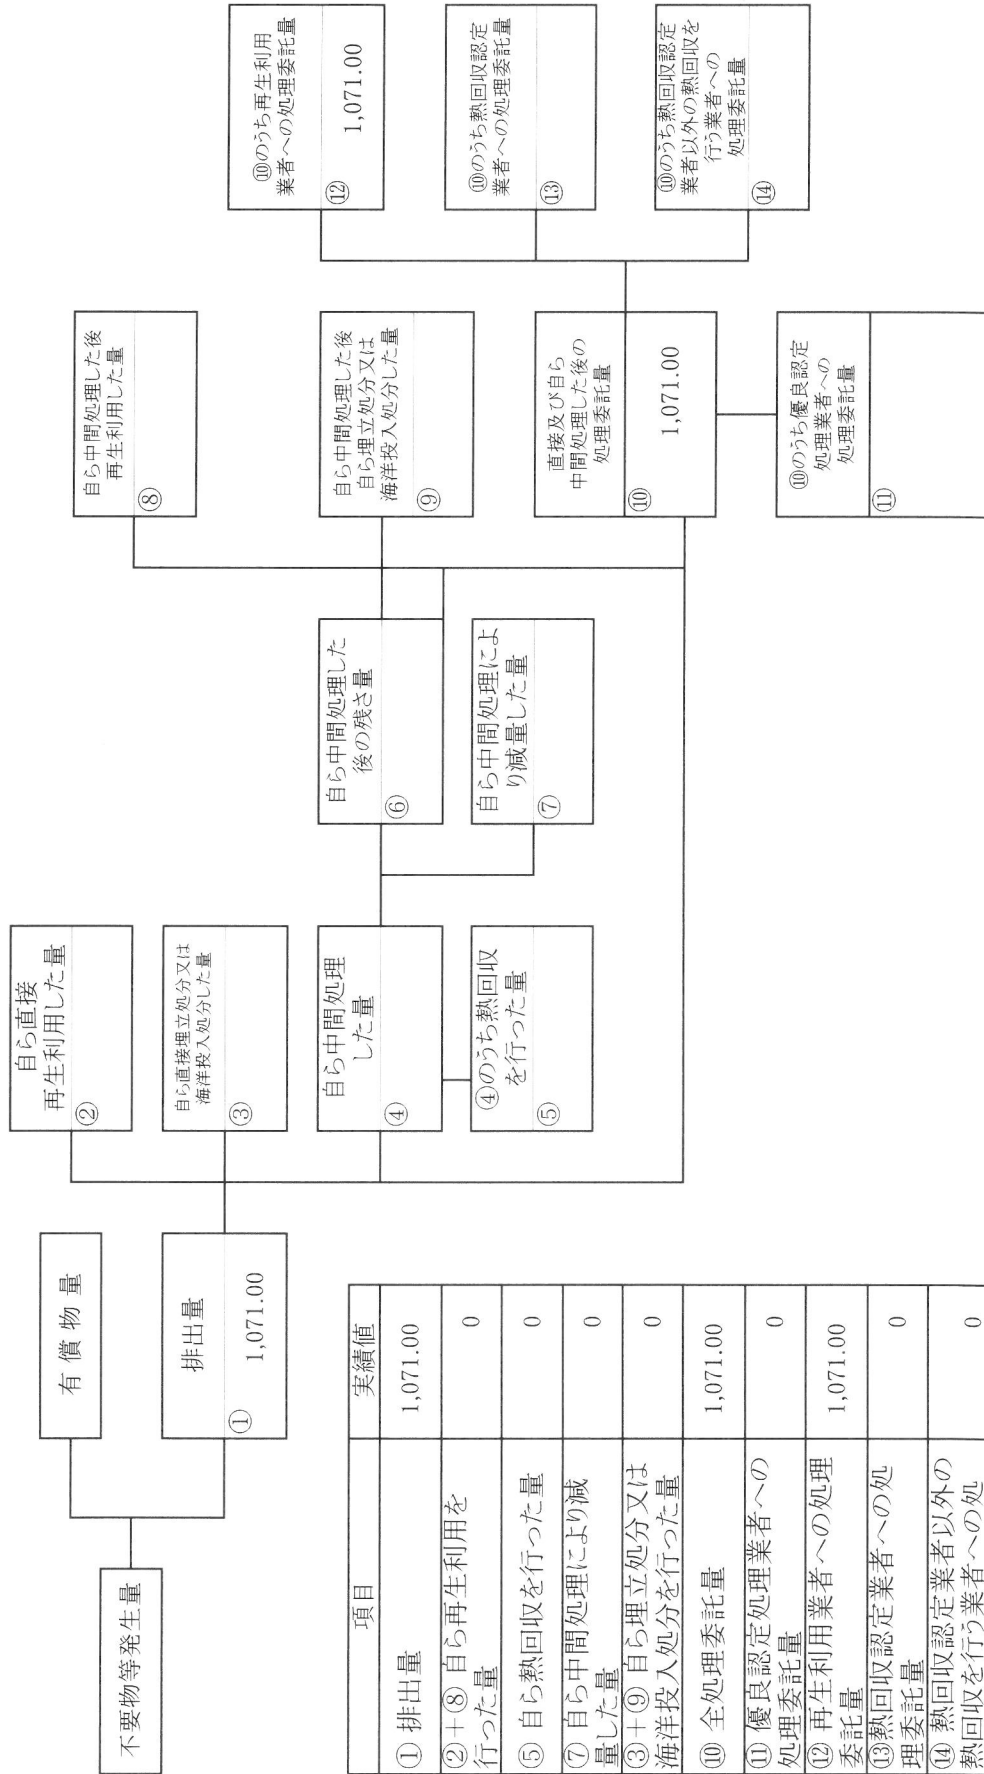 不要物等発生量
有償物量
排出量
①
1,071.00
自ら直接
再生利用した量
②
自ら直接埋立処分又は
海洋投入処分した量
③
自ら中間処理
した量
④
④のうち熱回収
を行った量
⑤
自ら中間処理した
後の残さ量
⑥
自ら中間処理によ
り減量した量
⑦
自ら中間処理した後
再生利用した量
⑧
自ら中間処理した後
自ら埋立処分又は
海洋投入処分した量
⑨
直接及び自ら
中間処理した後の
処理委託量
⑩
1,071.00
⑩のうち優良認定
処理業者への
処理委託量
⑪
⑩のうち再生利用
業者への処理委託量
⑫
1,071.00
⑩のうち熱回収認定
業者への処理委託量
⑬
⑩のうち熱回収認定
業者以外の熱回収を
行う業者への
処理委託量
⑭
項目 実績値
① 排出量 1,071.00
②+⑧ 自ら再生利用を
行った量 0
⑤ 自ら熱回収を行った量 0
⑦ 自ら中間処理により減
量した量 0
③+⑨ 自ら埋立処分又は
海洋投入処分を行った量 0
⑩ 全処理委託量 1,071.00
⑪ 優良認定処理業者への
処理委託量 0
⑫ 再生利用業者への処理
委託量 1,071.00
⑬熱回収認定業者への処
理委託量 0
⑭ 熱回収認定業者以外の
熱回収を行う業者への処 0